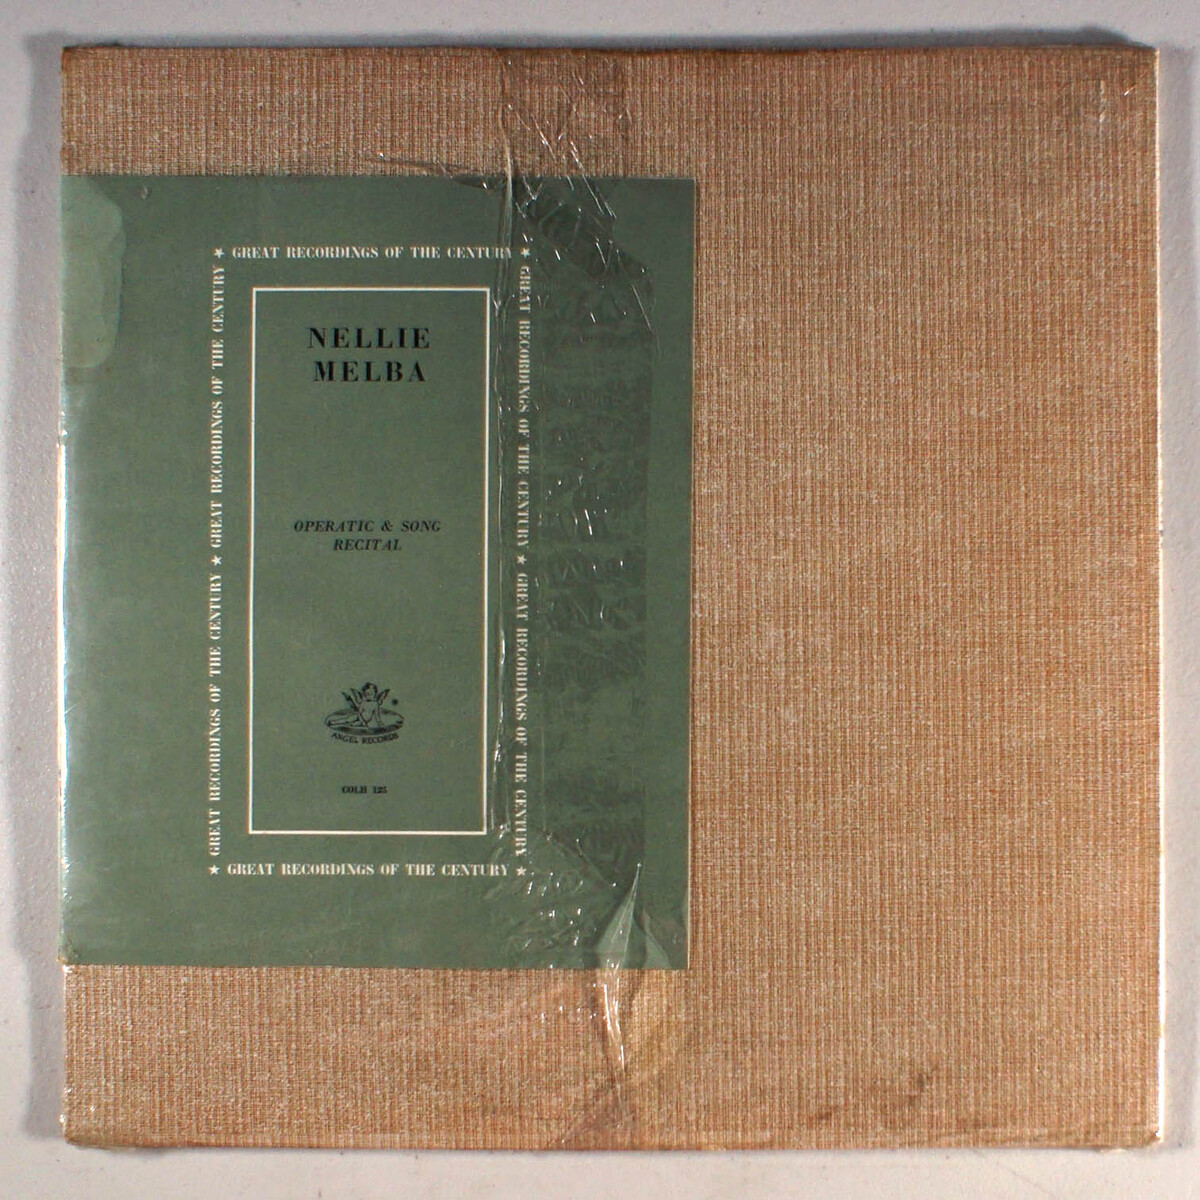 ★ GREAT RECORDINGS OF THE CENTURY ★
GREAT RECORDINGS OF THE CENTURY ★ GREAT RECORDINGS OF THE CENTURY
NELLIE
MELBA
OPERATIC & SONG
RECITAL
ANGEL RECORDS
COLH 125
GREAT RECORDINGS OF THE CENTURY ★ GREAT RECORDINGS OF THE CENTURY
★ GREAT RECORDINGS OF THE CENTURY ★